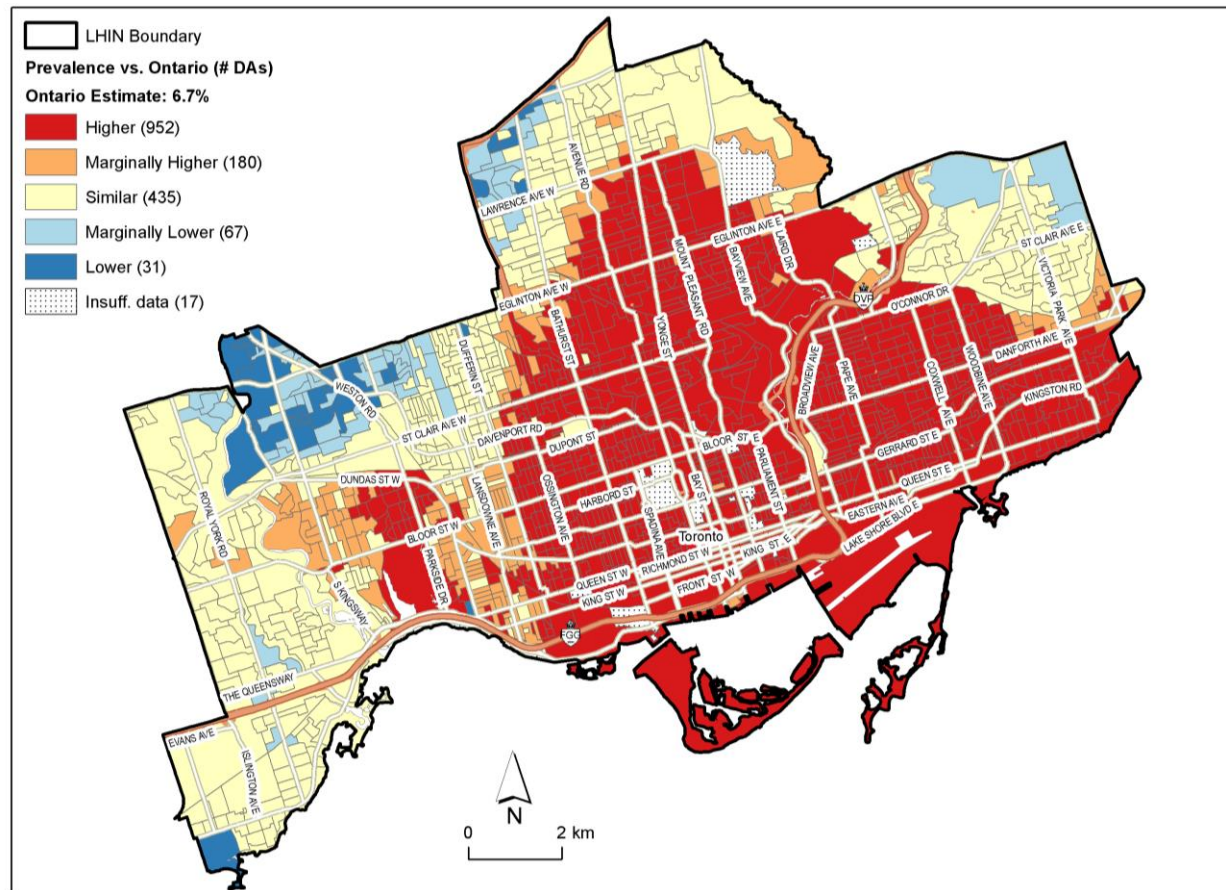 LHIN Boundary
Prevalence vs. Ontario (# DAs)
Ontario Estimate: 6.7%
Higher (952)
Marginally Higher (180)
Similar (435)
Marginally Lower (67)
Lower (31)
Insuff. data (17)
AVENUE RD
LAWRENCE AVE W
EGLINTON AVE E
LAIRD DR
BAYVIEW AVE
MOUNT PLEASANT RD
ST CLAIR AVE E
VICTORIA PARK AVE
EGLINTON AVE W
BATHURST ST
YONGE ST
DVP
O'CONNOR DR
DUFFERIN ST
DANFORTH AVE
WOODBINE AVE
COXWELL AVE
PAPE AVE
BROADVIEW AVE
KINGSTON RD
WESTON RD
ST CLAIR AVE W
DAVENPORT RD
DUPONT ST
BLOOR ST E
PARLIAMENT ST
GERRARD ST E
QUEEN ST E
EASTERN AVE
LAKE SHORE BLVD E
DUNDAS ST W
LANSDOWNE AVE
OSSINGTON AVE
HARBORD ST
SPADINA AVE
BAY ST
Toronto
ROYAL YORK RD
BLOOR ST W
PARKSIDE DR
S KINGSWAY
QUEEN ST W
RICHMOND ST W
KING ST E
KING ST W
FRONT ST W
FGG
THE QUEENSWAY
EVANS AVE
ISLINGTON AVE
N
0 2 km